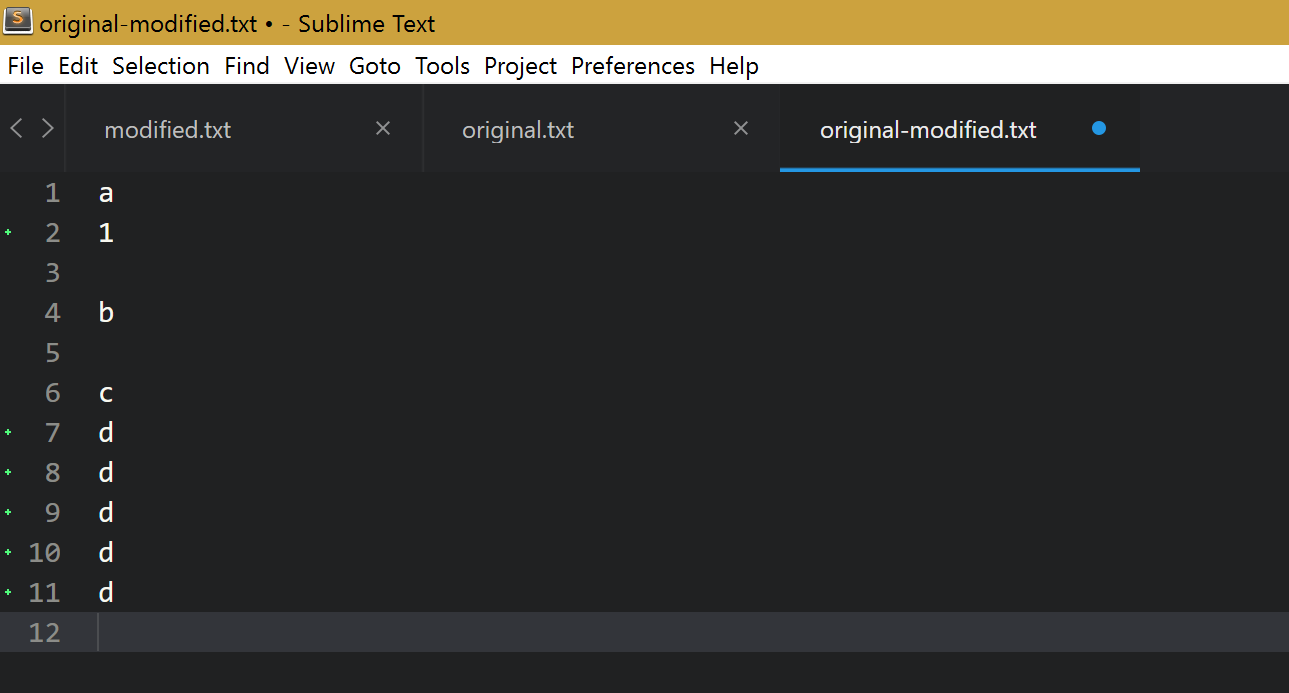 original-modified.txt • - Sublime Text
File Edit Selection Find View Goto Tools Project Preferences Help
modified.txt × original.txt × original-modified.txt
1 a
+ 2 1
3
4 b
5
6 c
+ 7 d
+ 8 d
+ 9 d
+ 10 d
+ 11 d
12